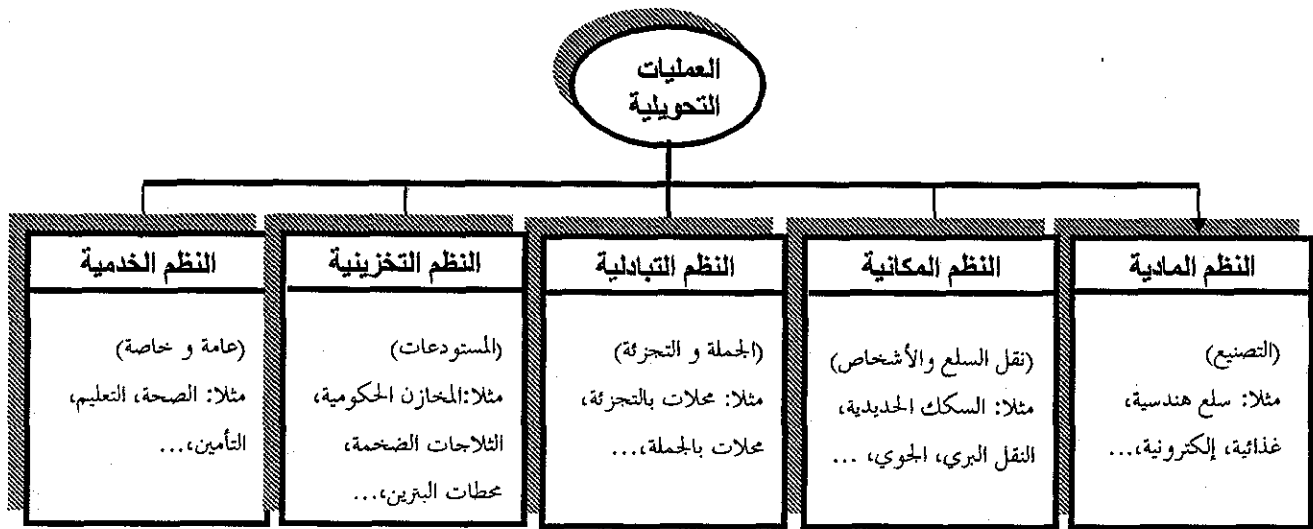 العمليات
التحويلية
النظم المادية
(التصنيع)
مثلا: سلع هندسية،
غذائية، إلكترونية،...
النظم المكانية
(نقل السلع والأشخاص)
مثلا: السكك الحديدية،
النقل البري، الجوي، ...
النظم التبادلية
(الجملة و التجزئة)
مثلا: محلات بالتجزئة،
محلات بالجملة،...
النظم التخزينية
(المستودعات)
مثلا:المخازن الحكومية،
الثلاجات الضخمة،
محطات البترين،...
النظم الخدمية
(عامة و خاصة)
مثلا: الصحة، التعليم،
التأمين،...